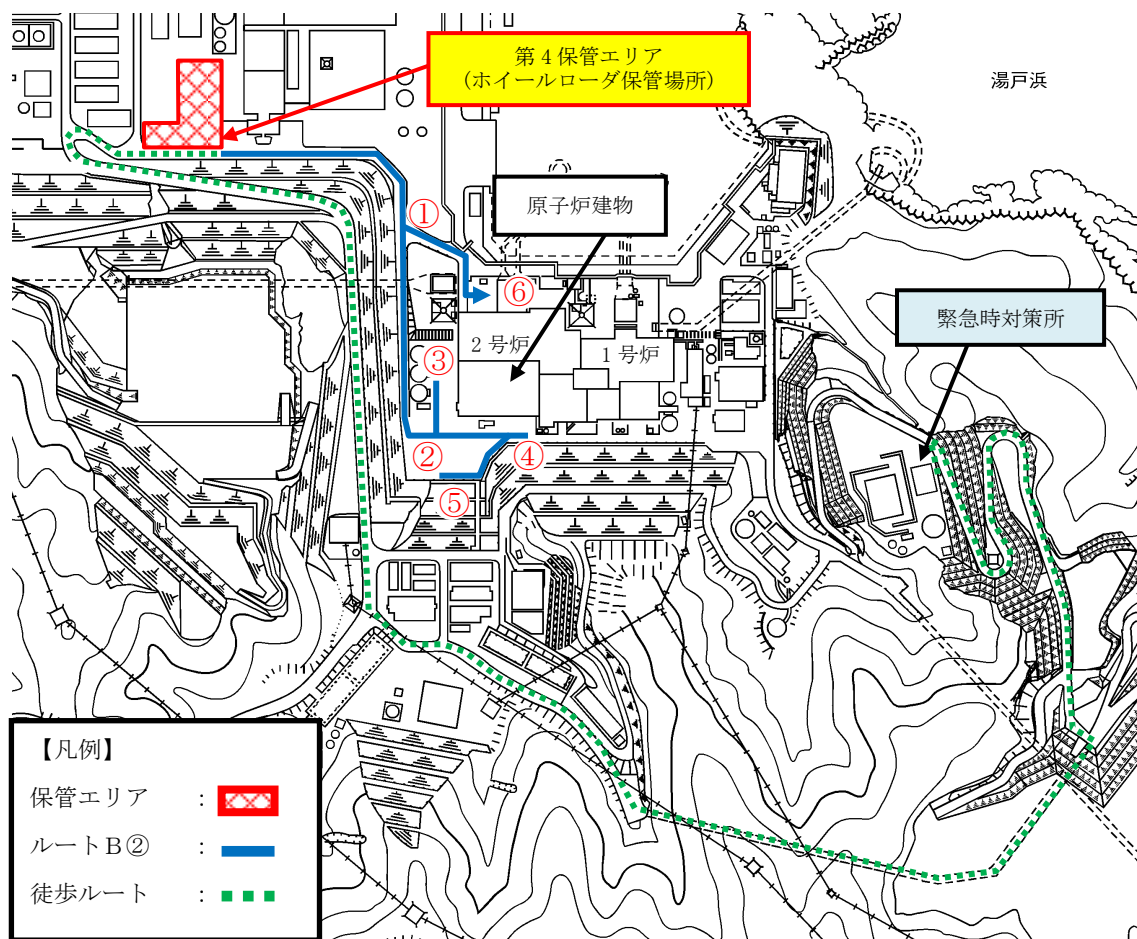 第４保管エリア
(ホイールローダ保管場所)
湯戸浜
原子炉建物
①
⑥
緊急時対策所
２号炉
１号炉
③
②
④
⑤
【凡例】
保管エリア :
ルートＢ② :
徒歩ルート :